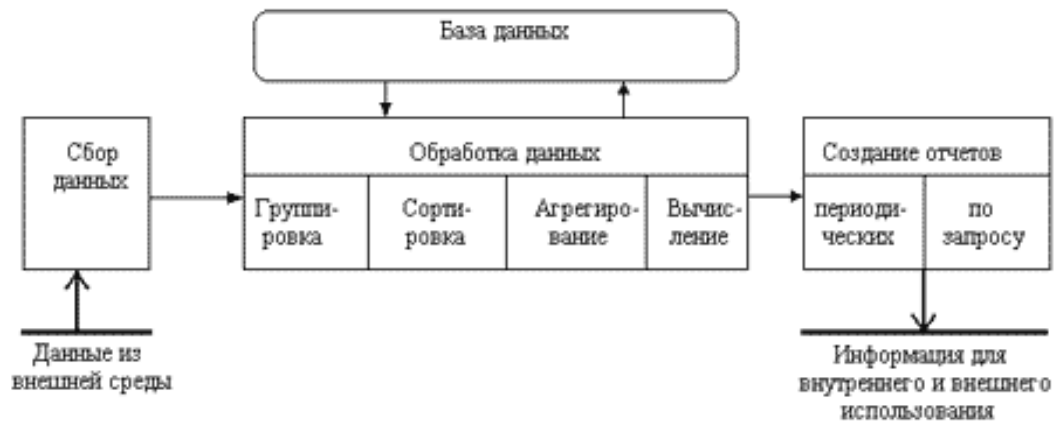 База данных
Сбор
данных
Обработка данных
Группи-
ровка
Сорти-
ровка
Агрегиро-
вание
Вычис-
ление
Создание отчетов
периоди-
ческих
по
запросу
Данные из
внешней среды
Информация для
внутреннего и внешнего
использования